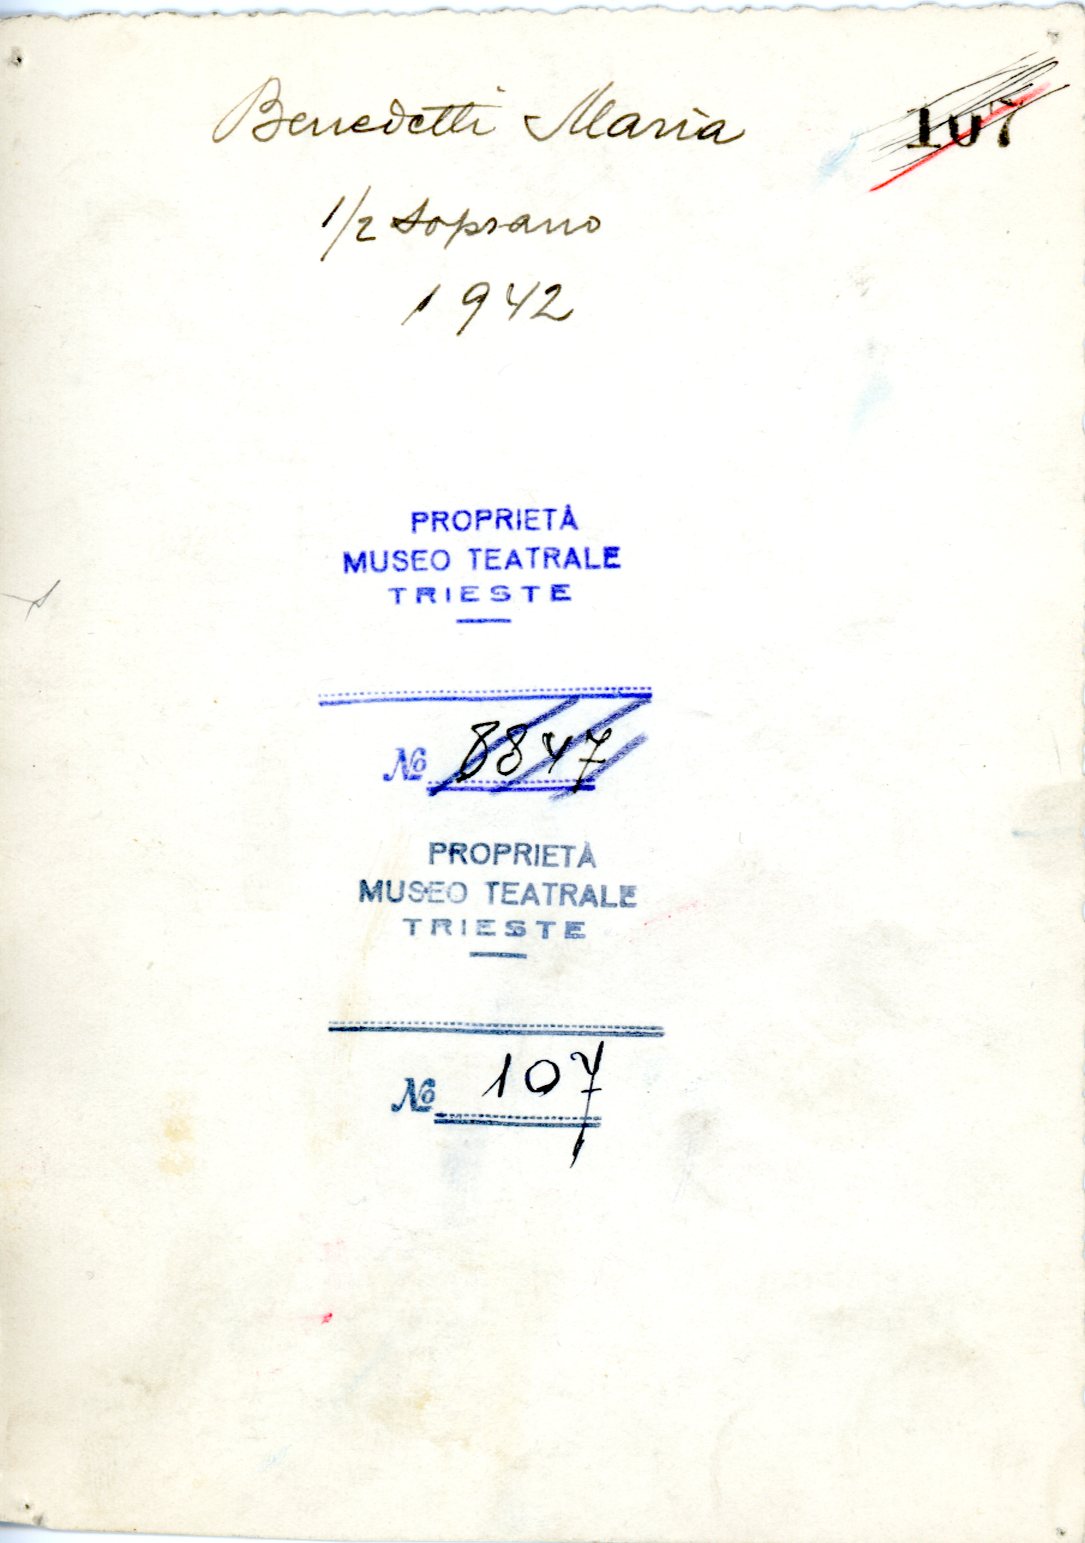 Benedetti Maria
107
1/2 soprano
1942
PROPRIETÀ
MUSEO TEATRALE
TRIESTE
№ 8847
PROPRIETÀ
MUSEO TEATRALE
TRIESTE
№ 107